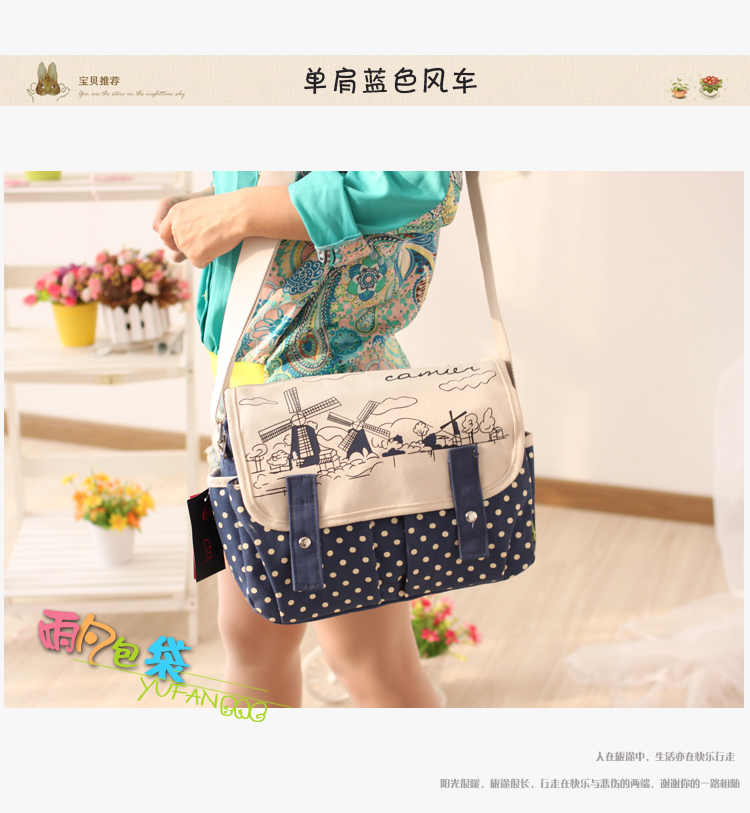 宝贝推荐
You are the stars in the nighttime sky
单肩蓝色风车
camier
雨凡包袋
YUFANGOO
人在旅途中，生活亦在快乐行走
阳光很暖，旅途很长，行走在快乐与悲伤的两端，谢谢你的一路相随